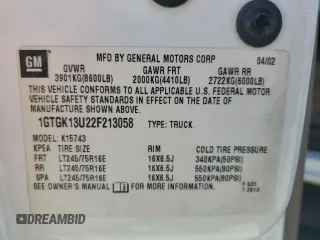 GM
MFD BY GENERAL MOTORS CORP 04/02
GVWR GAWR FRT GAWR RR
3901KG(8600LB) 2000KG(4410LB) 2722KG(6000LB)
THIS VEHICLE CONFORMS TO ALL APPLICABLE U.S. FEDERAL
MOTOR VEHICLE SAFETY STANDARDS IN EFFECT ON
THE DATE OF MANUFACTURE SHOWN ABOVE.
1GTGK13U22F213058 TYPE: TRUCK
MODEL: K15743
KPEA TIRE SIZE RIM COLD TIRE PRESSURE
FRT LT245/75R16E 16X6.5J 340KPA(50PSI)
RR LT245/75R16E 16X6.5J 550KPA(80PSI)
SPA LT245/75R16E 16X6.5J 550KPA(80PSI)
SEE OWNER'S MANUAL FOR
DREAMBID